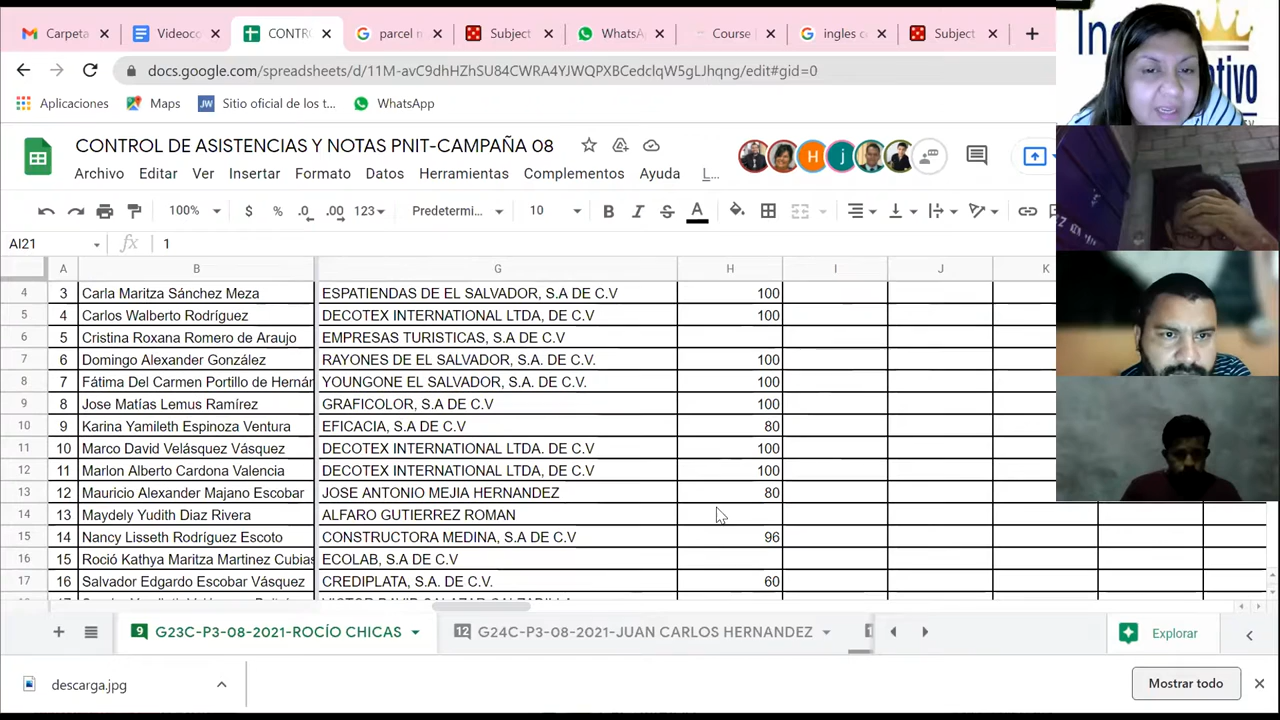 Carpeta
Videoco
CONTR
parcel n
Subject
WhatsA
Course
ingles c
Subject
docs.google.com/spreadsheets/d/11M-avC9dhHZhSU84CWRA4YJWQPXBCedclqW5gLJhqng/edit#gid=0
Aplicaciones Maps Sitio oficial de los t... WhatsApp
CONTROL DE ASISTENCIAS Y NOTAS PNIT-CAMPAÑA 08
Archivo Editar Ver Insertar Formato Datos Herramientas Complementos Ayuda L...
100% $ % .0 .00 123 Predetermi... 10 B I S A
AI21 fx 1
A B G H I J K
4 3 Carla Maritza Sánchez Meza ESPATIENDAS DE EL SALVADOR, S.A DE C.V 100
5 4 Carlos Walberto Rodríguez DECOTEX INTERNATIONAL LTDA, DE C.V 100
6 5 Cristina Roxana Romero de Araujo EMPRESAS TURISTICAS, S.A DE C.V
7 6 Domingo Alexander González RAYONES DE EL SALVADOR, S.A. DE C.V. 100
8 7 Fátima Del Carmen Portillo de Hernán YOUNGONE EL SALVADOR, S.A. DE C.V. 100
9 8 Jose Matías Lemus Ramírez GRAFICOLOR, S.A DE C.V 100
10 9 Karina Yamileth Espinoza Ventura EFICACIA, S.A DE C.V 80
11 10 Marco David Velásquez Vásquez DECOTEX INTERNATIONAL LTDA. DE C.V 100
12 11 Marlon Alberto Cardona Valencia DECOTEX INTERNATIONAL LTDA, DE C.V 100
13 12 Mauricio Alexander Majano Escobar JOSE ANTONIO MEJIA HERNANDEZ 80
14 13 Maydely Yudith Diaz Rivera ALFARO GUTIERREZ ROMAN
15 14 Nancy Lisseth Rodríguez Escoto CONSTRUCTORA MEDINA, S.A DE C.V 96
16 15 Roció Kathya Maritza Martinez Cubias ECOLAB, S.A DE C.V
17 16 Salvador Edgardo Escobar Vásquez CREDIPLATA, S.A. DE C.V. 60
9 G23C-P3-08-2021-ROCÍO CHICAS 12 G24C-P3-08-2021-JUAN CARLOS HERNANDEZ
Explorar
descarga.jpg
Mostrar todo